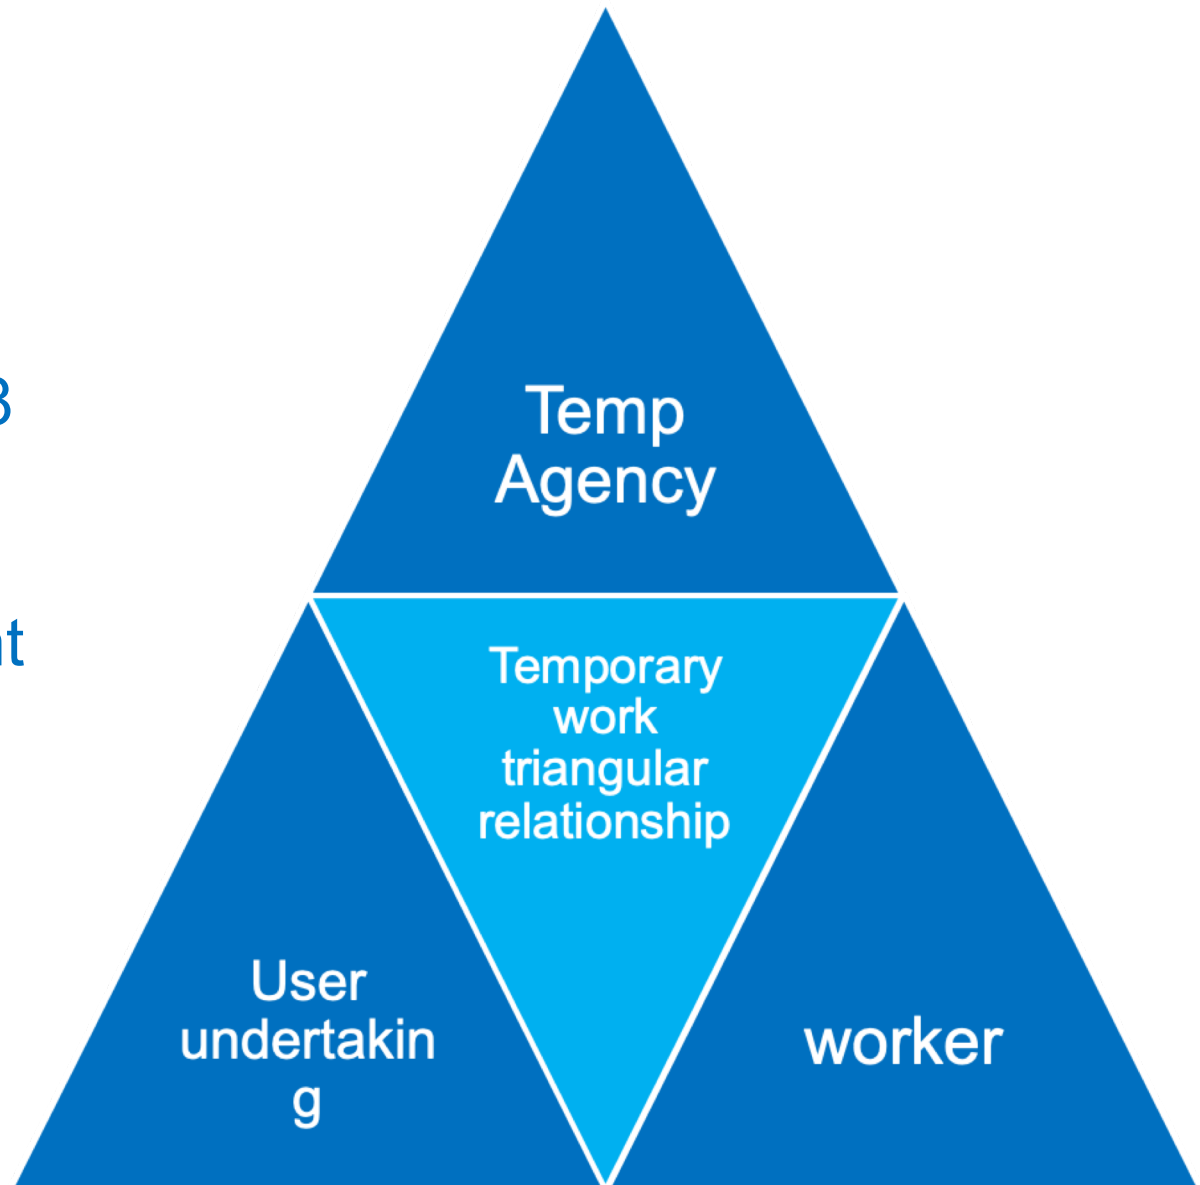 Temp
Agency
Temporary
work
triangular
relationship
User
undertakin
g
worker